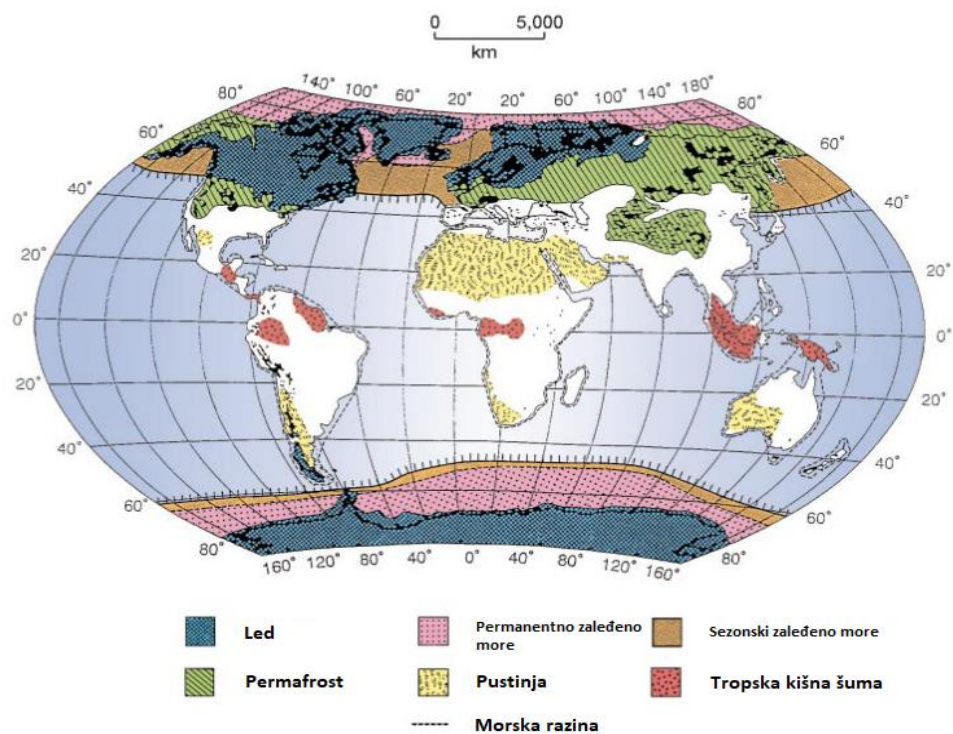 0 5,000
km
140° 100° 60° 20° 20° 60° 100° 140° 180°
80° 80°
60° 60°
40° 40°
20° 20°
0° 0°
20° 20°
40° 40°
60° 60°
80° 80°
160° 120° 80° 40° 0° 40° 80° 120° 160°
Led
Permanentno zaleđeno
more
Sezonski zaleđeno more
Permafrost
Pustinja
Tropska kišna šuma
Morska razina